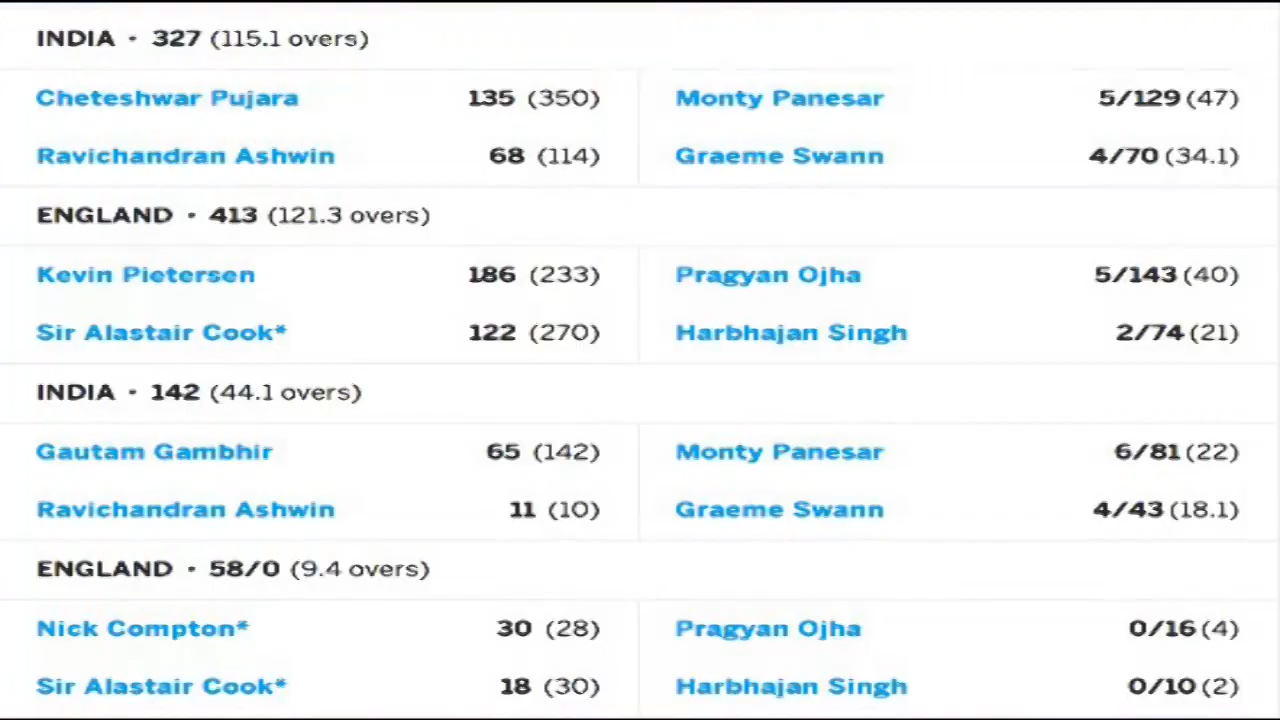 INDIA • 327 (115.1 overs)
Cheteshwar Pujara 135 (350) Monty Panesar 5/129 (47)
Ravichandran Ashwin 68 (114) Graeme Swann 4/70 (34.1)
ENGLAND • 413 (121.3 overs)
Kevin Pietersen 186 (233) Pragyan Ojha 5/143 (40)
Sir Alastair Cook* 122 (270) Harbhajan Singh 2/74 (21)
INDIA • 142 (44.1 overs)
Gautam Gambhir 65 (142) Monty Panesar 6/81 (22)
Ravichandran Ashwin 11 (10) Graeme Swann 4/43 (18.1)
ENGLAND • 58/0 (9.4 overs)
Nick Compton* 30 (28) Pragyan Ojha 0/16 (4)
Sir Alastair Cook* 18 (30) Harbhajan Singh 0/10 (2)